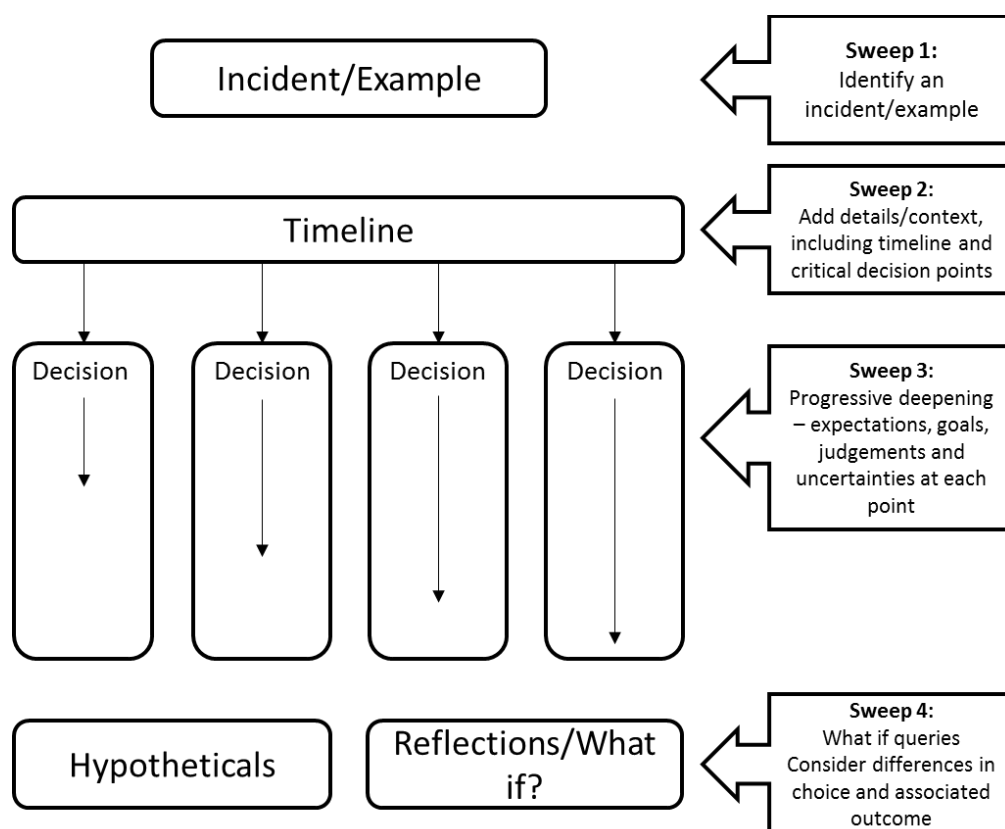 Incident/Example
Sweep 1:
Identify an
incident/example
Timeline
Sweep 2:
Add details/context,
including timeline and
critical decision points
Decision
Decision
Decision
Decision
Sweep 3:
Progressive deepening
– expectations, goals,
judgements and
uncertainties at each
point
Hypotheticals
Reflections/What
if?
Sweep 4:
What if queries
Consider differences in
choice and associated
outcome